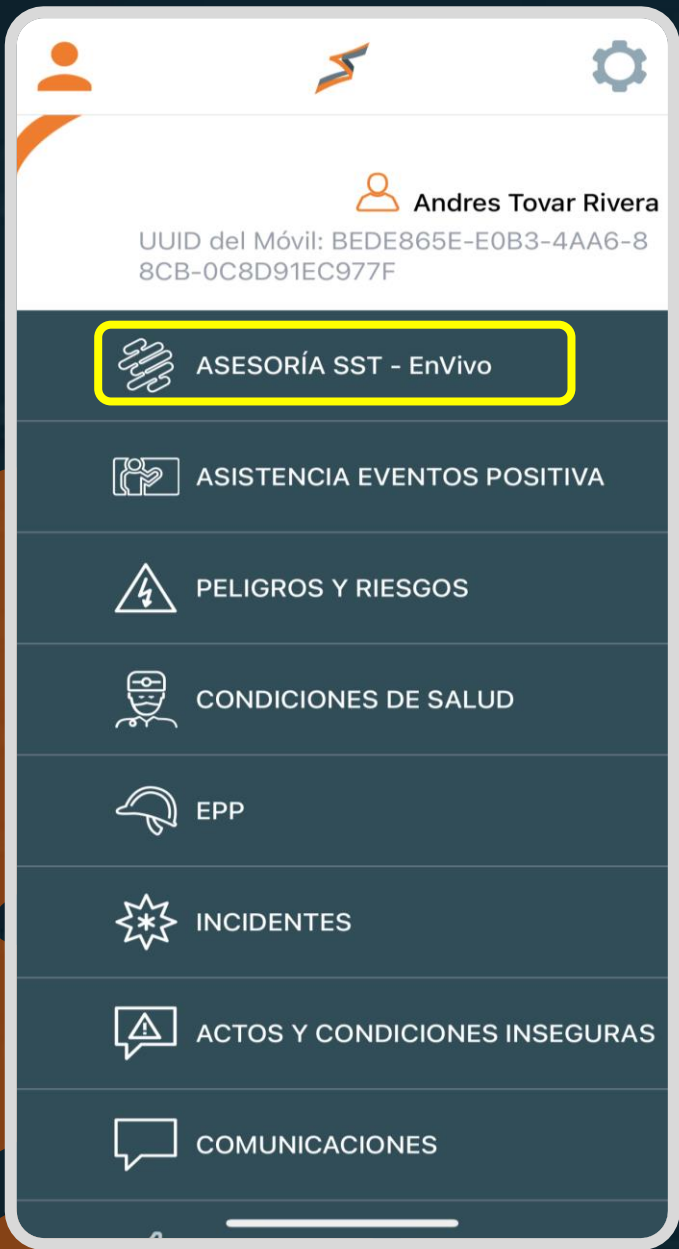 Andres Tovar Rivera
UUID del Móvil: BEDE865E-E0B3-4AA6-8
8CB-0C8D91EC977F
ASESORÍA SST - EnVivo
ASISTENCIA EVENTOS POSITIVA
PELIGROS Y RIESGOS
CONDICIONES DE SALUD
EPP
INCIDENTES
ACTOS Y CONDICIONES INSEGURAS
COMUNICACIONES